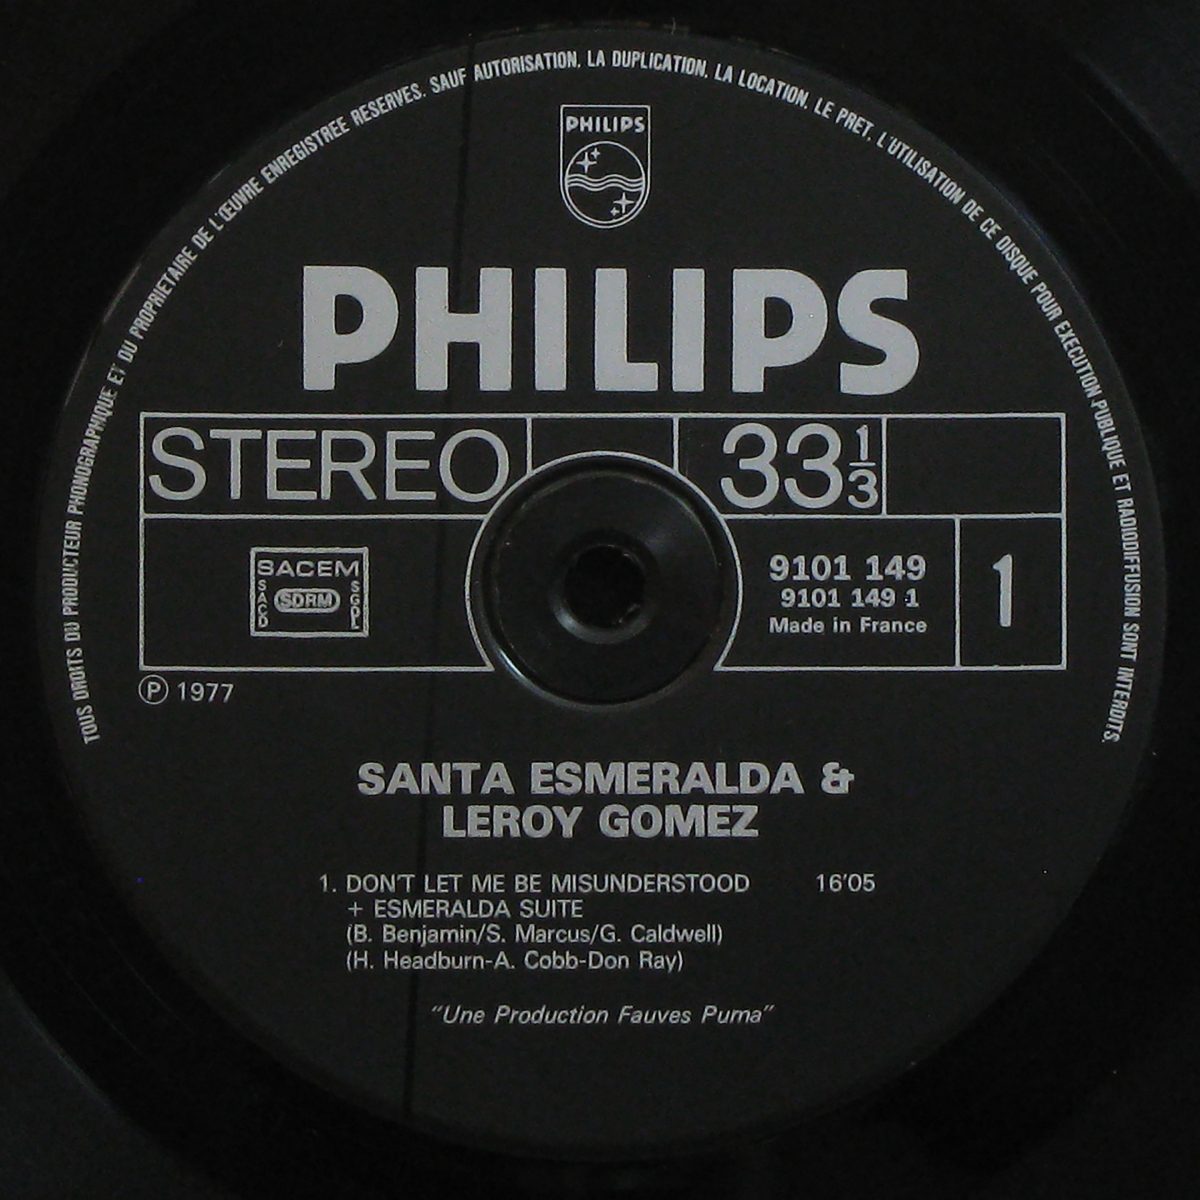 TOUS DROITS DU PRODUCTEUR PHONOGRAPHIQUE ET DU PROPRIETAIRE DE L'ŒUVRE ENREGISTREE RESERVES. SAUF AUTORISATION, LA DUPLICATION, LA LOCATION, LE PRET, L'UTILISATION DE CE DISQUE POUR EXECUTION PUBLIQUE ET RADIODIFFUSION SONT INTERDITS.
PHILIPS
PHILIPS
STEREO
33 1/3
SACEM
SACD
SDRM
SGDL
9101 149
9101 149 1
Made in France
1
℗ 1977
SANTA ESMERALDA &
LEROY GOMEZ
1. DON'T LET ME BE MISUNDERSTOOD 16'05
+ ESMERALDA SUITE
(B. Benjamin/S. Marcus/G. Caldwell)
(H. Headburn-A. Cobb-Don Ray)
"Une Production Fauves Puma"